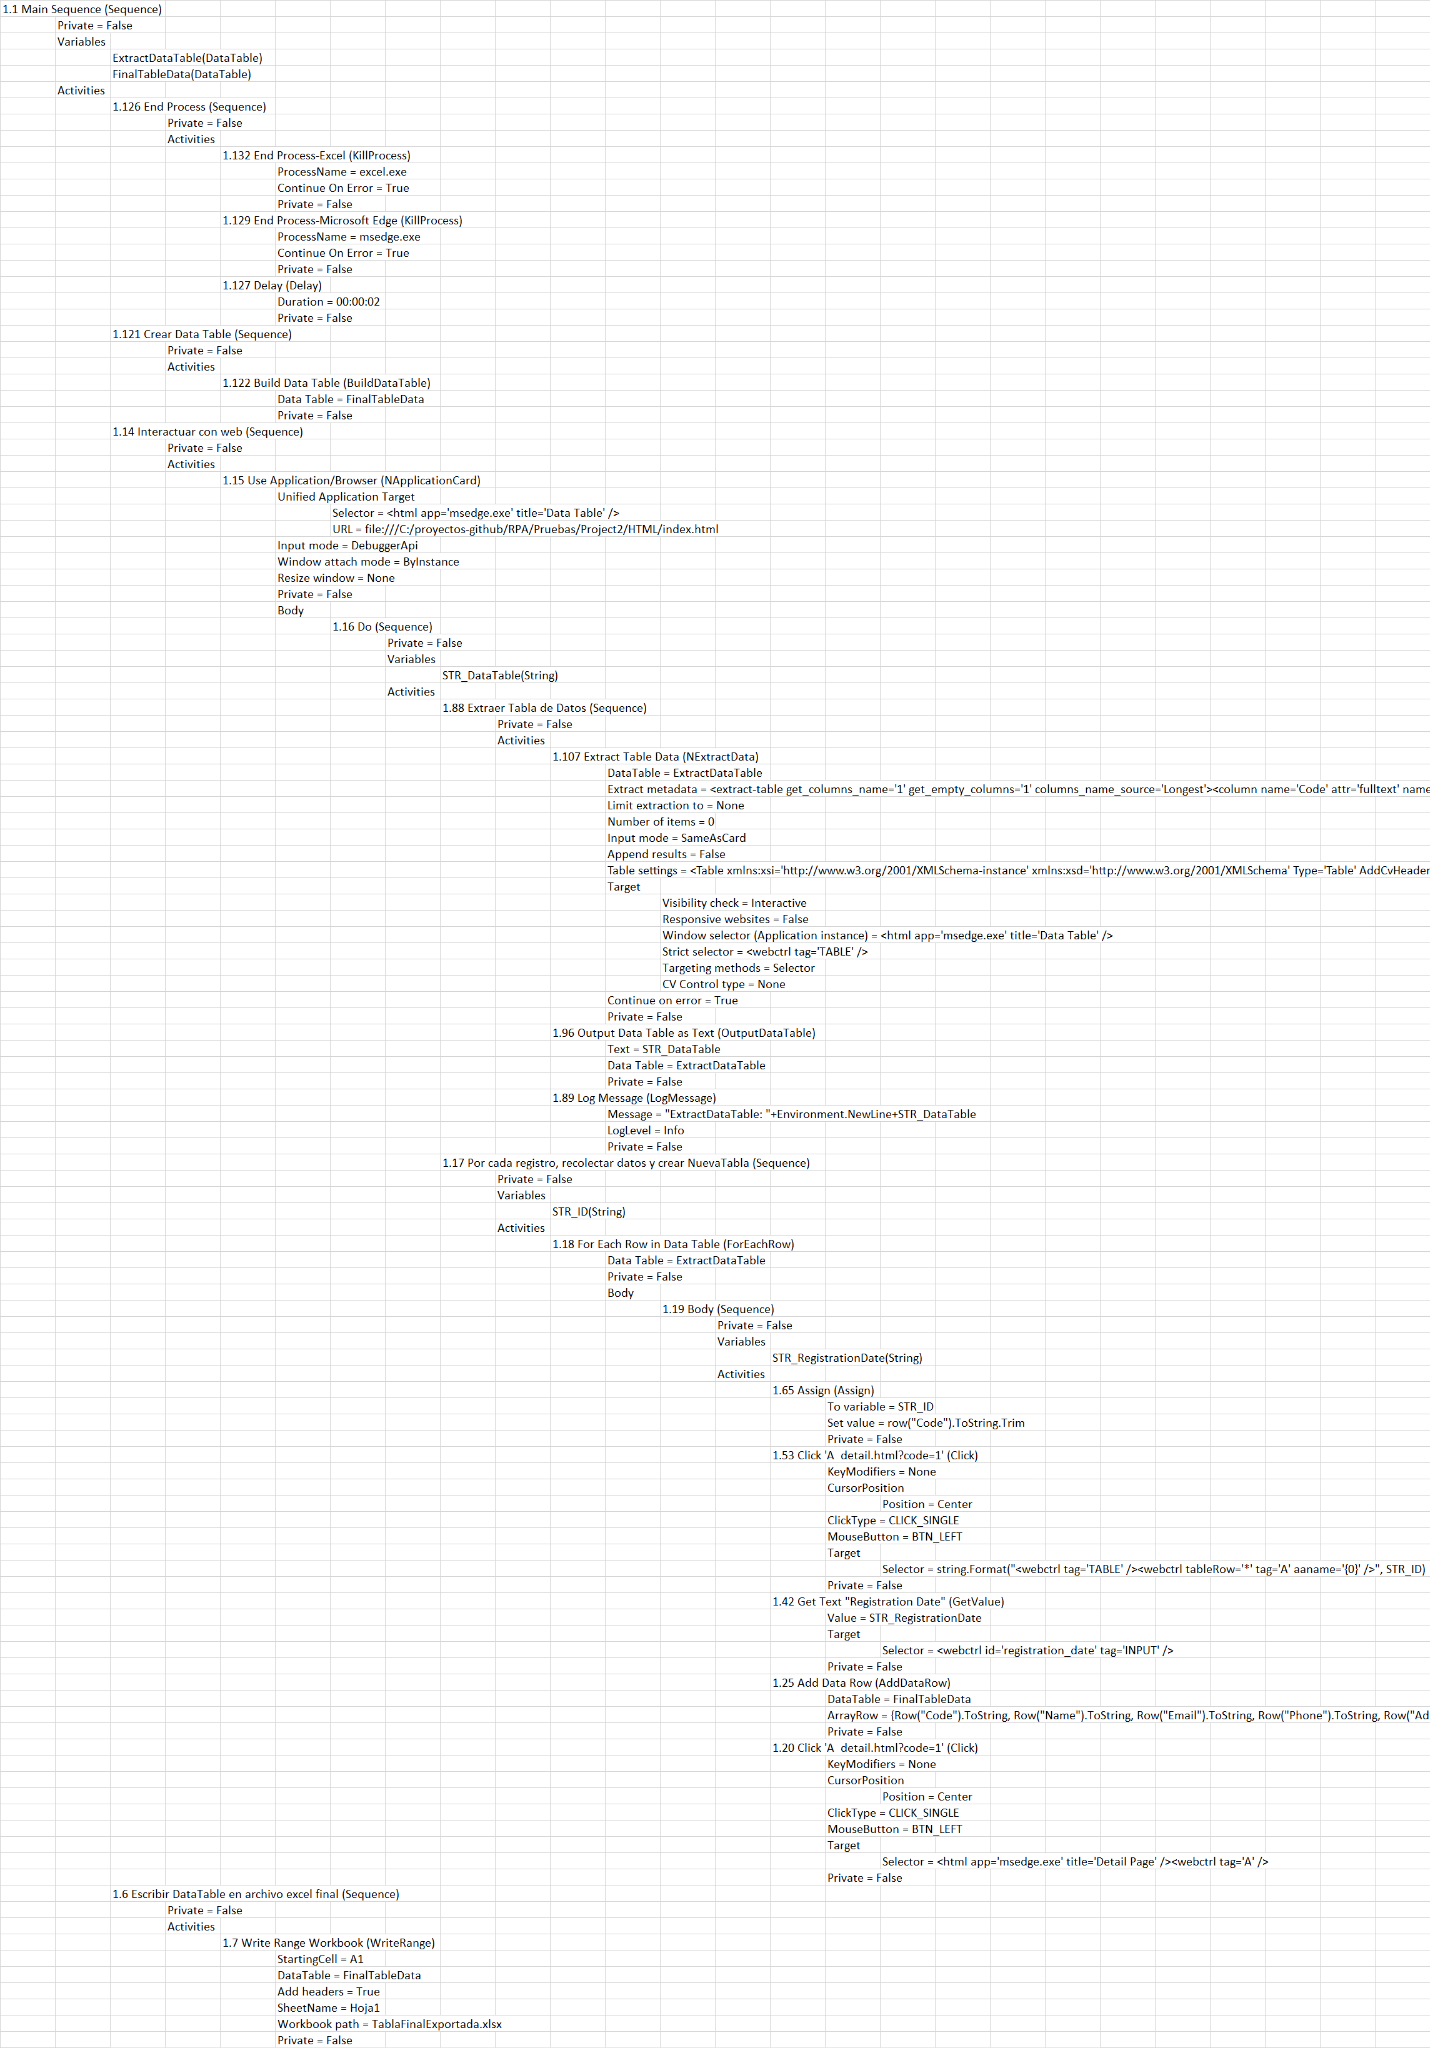 1.1 Main Sequence (Sequence)
Private = False
Variables
ExtractDataTable(DataTable)
FinalTableData(DataTable)
Activities
1.126 End Process (Sequence)
Private = False
Activities
1.132 End Process-Excel (KillProcess)
ProcessName = excel.exe
Continue On Error = True
Private = False
1.129 End Process-Microsoft Edge (KillProcess)
ProcessName = msedge.exe
Continue On Error = True
Private = False
1.127 Delay (Delay)
Duration = 00:00:02
Private = False
1.121 Crear Data Table (Sequence)
Private = False
Activities
1.122 Build Data Table (BuildDataTable)
Data Table = FinalTableData
Private = False
1.14 Interactuar con web (Sequence)
Private = False
Activities
1.15 Use Application/Browser (NApplicationCard)
Unified Application Target
Selector = <html app='msedge.exe' title='Data Table' />
URL = file:///C:/proyectos-github/RPA/Pruebas/Project2/HTML/index.html
Input mode = DebuggerApi
Window attach mode = ByInstance
Resize window = None
Private = False
Body
1.16 Do (Sequence)
Private = False
Variables
STR_DataTable(String)
Activities
1.88 Extraer Tabla de Datos (Sequence)
Private = False
Activities
1.107 Extract Table Data (NExtractData)
DataTable = ExtractDataTable
Extract metadata = <extract-table get_columns_name='1' get_empty_columns='1' columns_name_source='Longest'><column name='Code' attr='fulltext' name
Limit extraction to = None
Number of items = 0
Input mode = SameAsCard
Append results = False
Table settings = <Table xmlns:xsi='http://www.w3.org/2001/XMLSchema-instance' xmlns:xsd='http://www.w3.org/2001/XMLSchema' Type='Table' AddCvHeader
Target
Visibility check = Interactive
Responsive websites = False
Window selector (Application instance) = <html app='msedge.exe' title='Data Table' />
Strict selector = <webctrl tag='TABLE' />
Targeting methods = Selector
CV Control type = None
Continue on error = True
Private = False
1.96 Output Data Table as Text (OutputDataTable)
Text = STR_DataTable
Data Table = ExtractDataTable
Private = False
1.89 Log Message (LogMessage)
Message = "ExtractDataTable: "+Environment.NewLine+STR_DataTable
LogLevel = Info
Private = False
1.17 Por cada registro, recolectar datos y crear NuevaTabla (Sequence)
Private = False
Variables
STR_ID(String)
Activities
1.18 For Each Row in Data Table (ForEachRow)
Data Table = ExtractDataTable
Private = False
Body
1.19 Body (Sequence)
Private = False
Variables
STR_RegistrationDate(String)
Activities
1.65 Assign (Assign)
To variable = STR_ID
Set value = row("Code").ToString.Trim
Private = False
1.53 Click 'A  detail.html?code=1' (Click)
KeyModifiers = None
CursorPosition
Position = Center
ClickType = CLICK_SINGLE
MouseButton = BTN_LEFT
Target
Selector = string.Format("<webctrl tag='TABLE' /><webctrl tableRow='*' tag='A' aaname='{0}' />", STR_ID)
Private = False
1.42 Get Text "Registration Date" (GetValue)
Value = STR_RegistrationDate
Target
Selector = <webctrl id='registration_date' tag='INPUT' />
Private = False
1.25 Add Data Row (AddDataRow)
DataTable = FinalTableData
ArrayRow = {Row("Code").ToString, Row("Name").ToString, Row("Email").ToString, Row("Phone").ToString, Row("Ad
Private = False
1.20 Click 'A  detail.html?code=1' (Click)
KeyModifiers = None
CursorPosition
Position = Center
ClickType = CLICK_SINGLE
MouseButton = BTN_LEFT
Target
Selector = <html app='msedge.exe' title='Detail Page' /><webctrl tag='A' />
Private = False
1.6 Escribir DataTable en archivo excel final (Sequence)
Private = False
Activities
1.7 Write Range Workbook (WriteRange)
StartingCell = A1
DataTable = FinalTableData
Add headers = True
SheetName = Hoja1
Workbook path = TablaFinalExportada.xlsx
Private = False